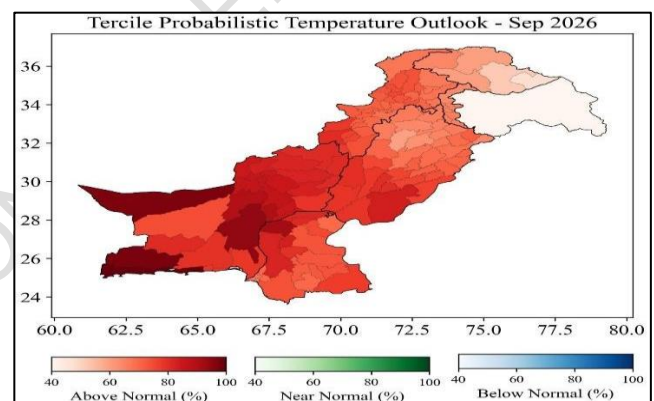 Tercile Probabilistic Temperature Outlook - Sep 2026
36
34
32
30
28
26
24
60.0 62.5 65.0 67.5 70.0 72.5 75.0 77.5 80.0
40 60 80 100 40 60 80 100 40 60 80 100
Above Normal (%) Near Normal (%) Below Normal (%)